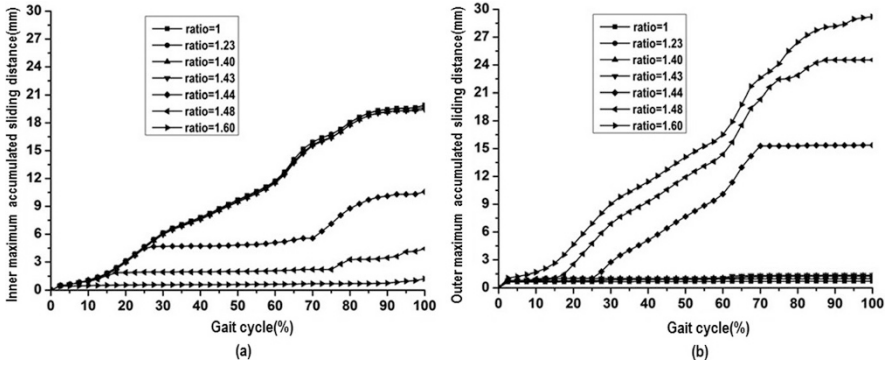 (a)
30
27
24
21
18
15
12
9
6
3
0
Inner maximum accumulated sliding distance(mm)
ratio=1
ratio=1.23
ratio=1.40
ratio=1.43
ratio=1.44
ratio=1.48
ratio=1.60
0 10 20 30 40 50 60 70 80 90 100
Gait cycle(%)
(a)
(b)
30
27
24
21
18
15
12
9
6
3
0
Outer maximum accumulated sliding distance(mm)
ratio=1
ratio=1.23
ratio=1.40
ratio=1.43
ratio=1.44
ratio=1.48
ratio=1.60
0 10 20 30 40 50 60 70 80 90 100
Gait cycle(%)
(b)